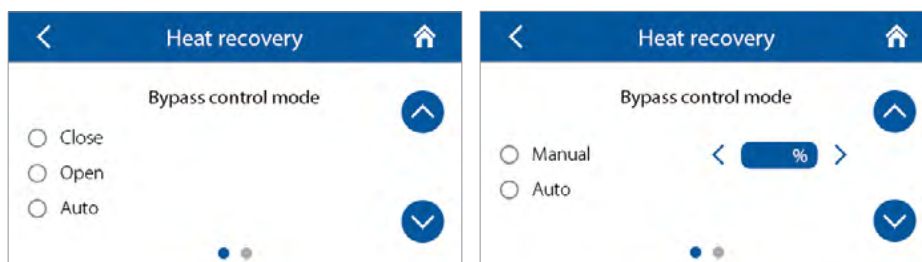 Heat recovery
Bypass control mode
Close
Open
Auto
Heat recovery
Bypass control mode
Manual
%
Auto